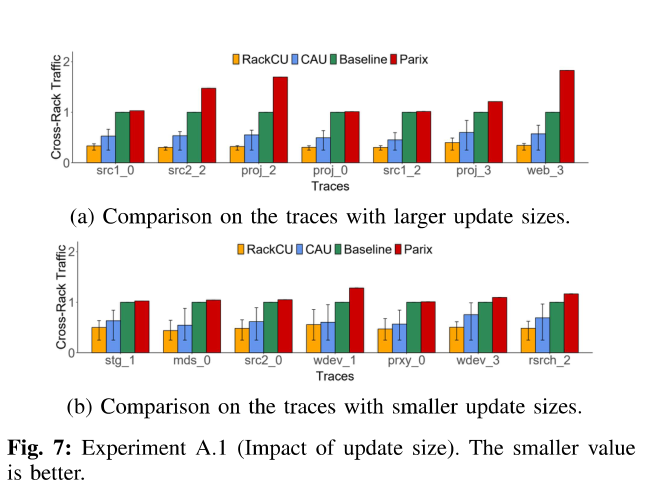 2
RackCU CAU Baseline Parix
Cross-Rack Traffic
1
0
src1_0 src2_2 proj_2 proj_0 src1_2 proj_3 web_3
Traces
(a) Comparison on the traces with larger update sizes.
2
RackCU CAU Baseline Parix
Cross-Rack Traffic
1
0
stg_1 mds_0 src2_0 wdev_1 prxy_0 wdev_3 rsrch_2
Traces
(b) Comparison on the traces with smaller update sizes.
Fig. 7: Experiment A.1 (Impact of update size). The smaller value
is better.